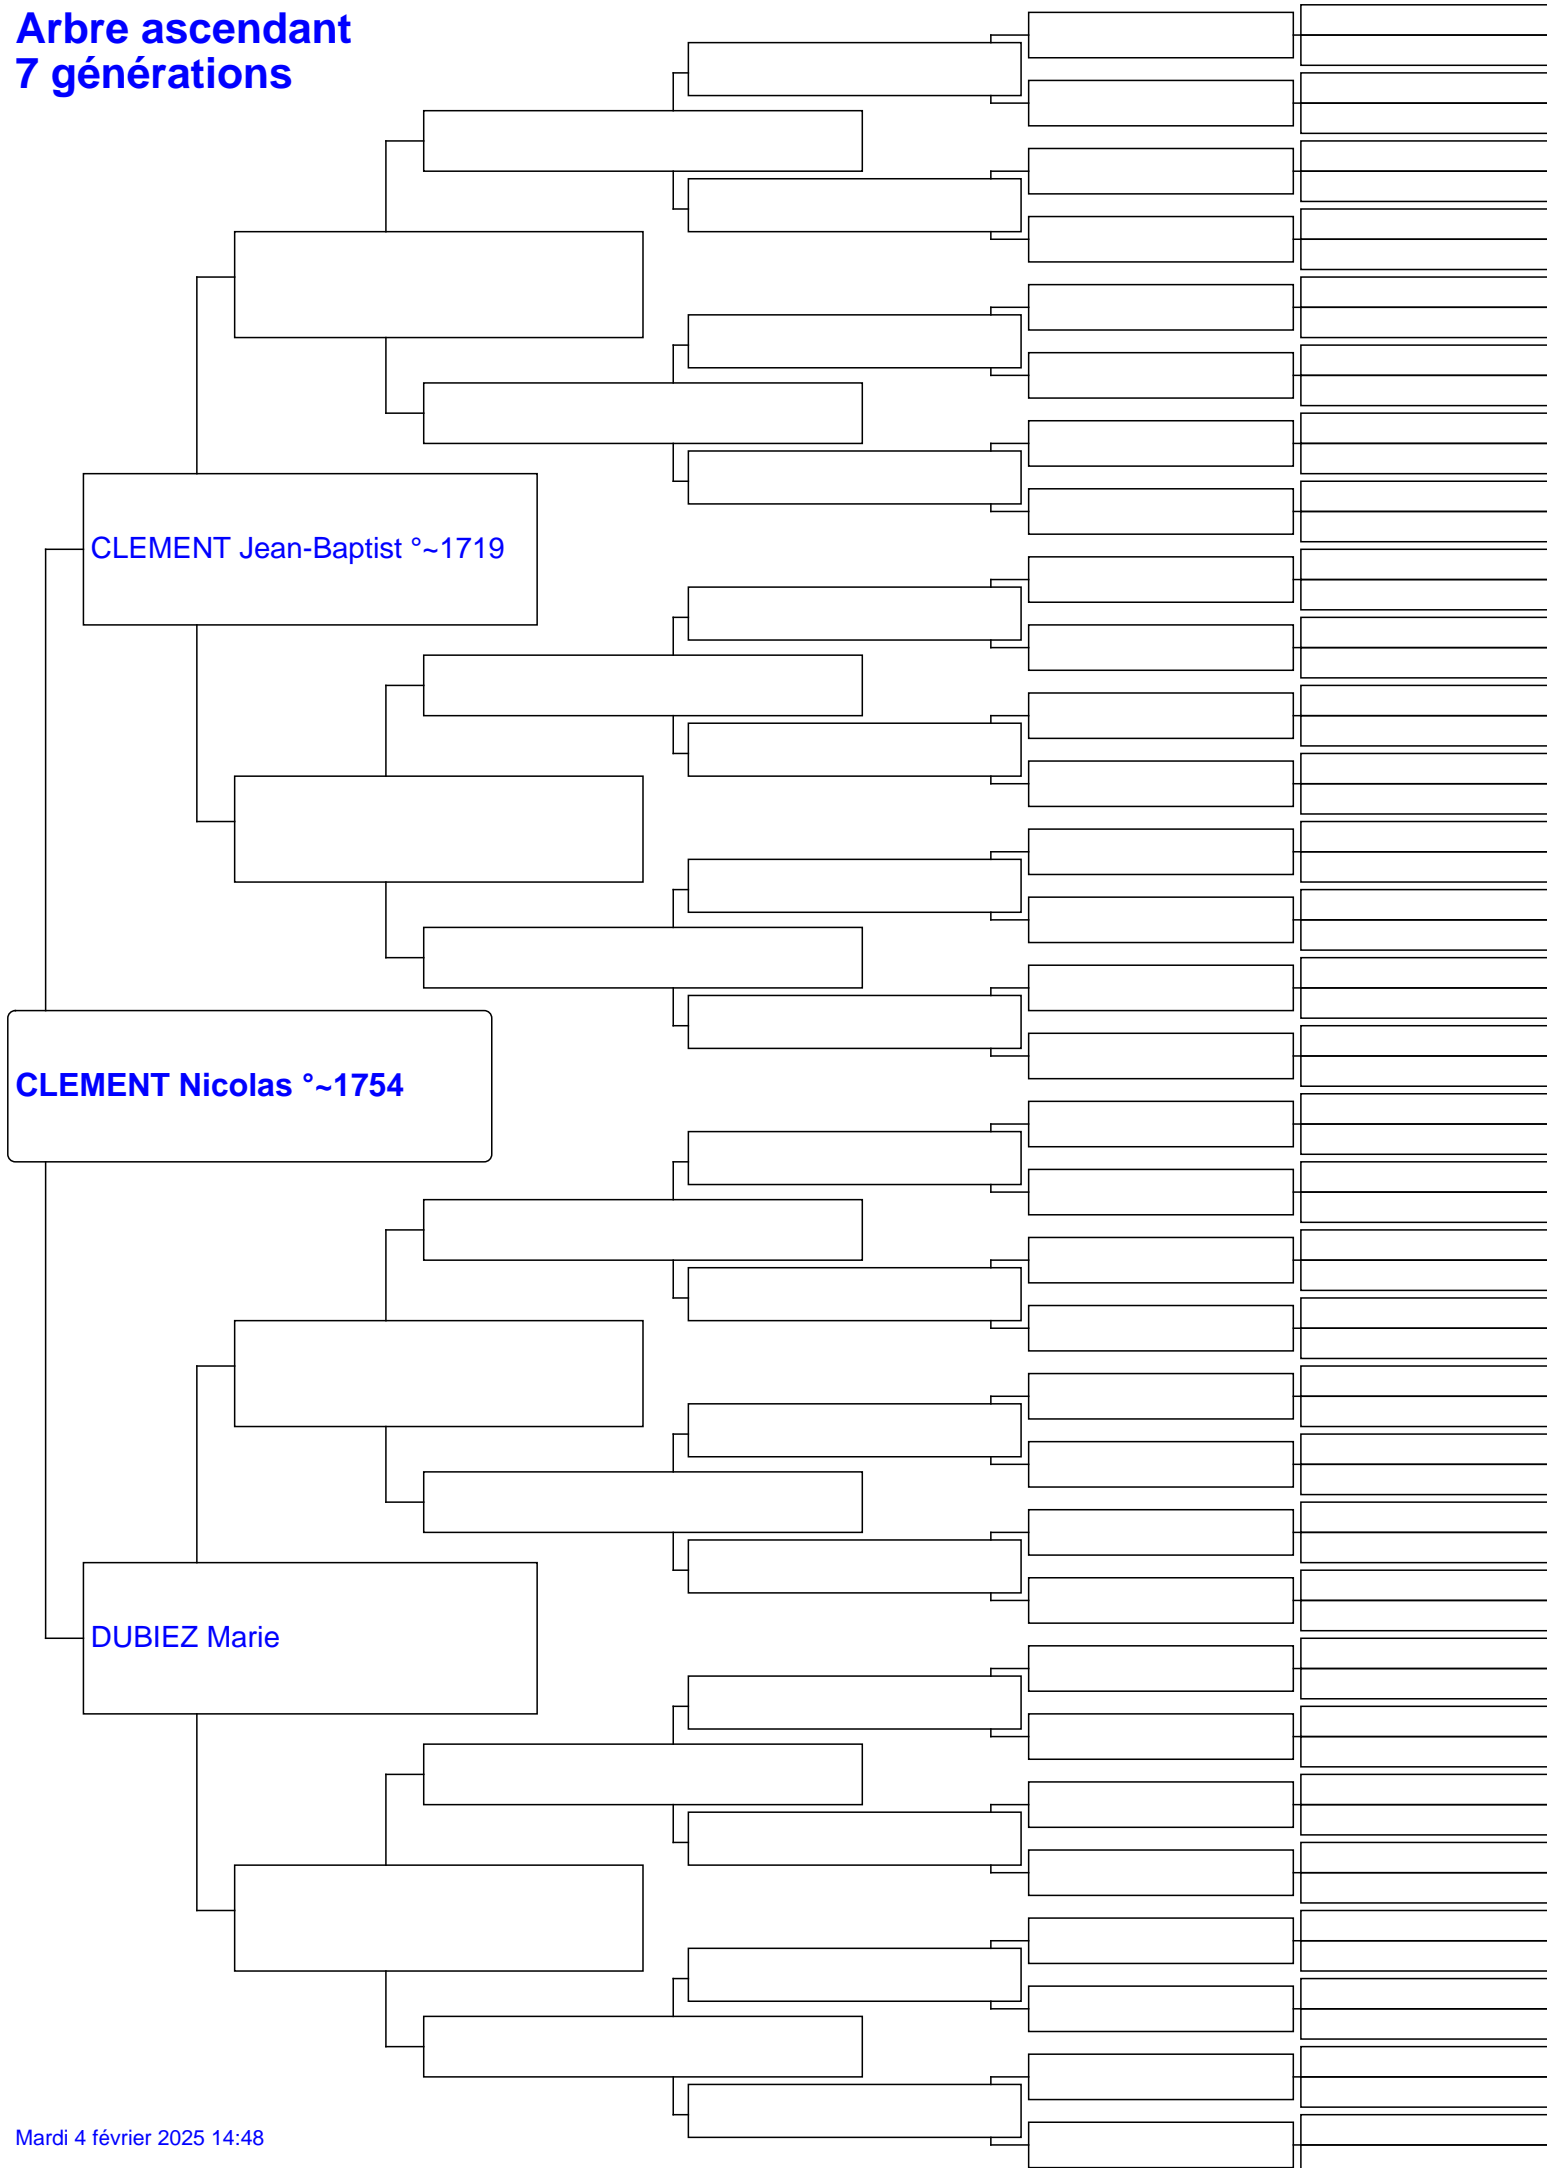 Arbre ascendant
7 générations
CLEMENT Jean-Baptist °~1719
CLEMENT Nicolas °~1754
DUBIEZ Marie
Mardi 4 février 2025 14:48